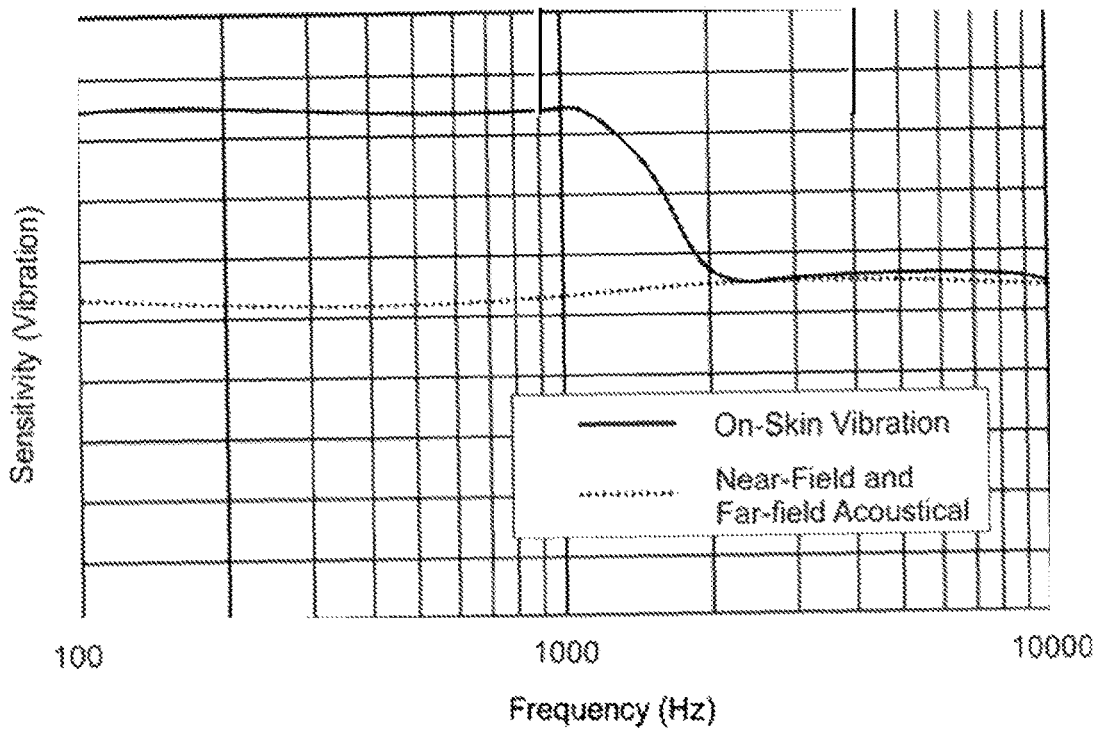 Sensitivity (Vibration)
On-Skin Vibration
Near-Field and
Far-field Acoustical
100
1000
10000
Frequency (Hz)